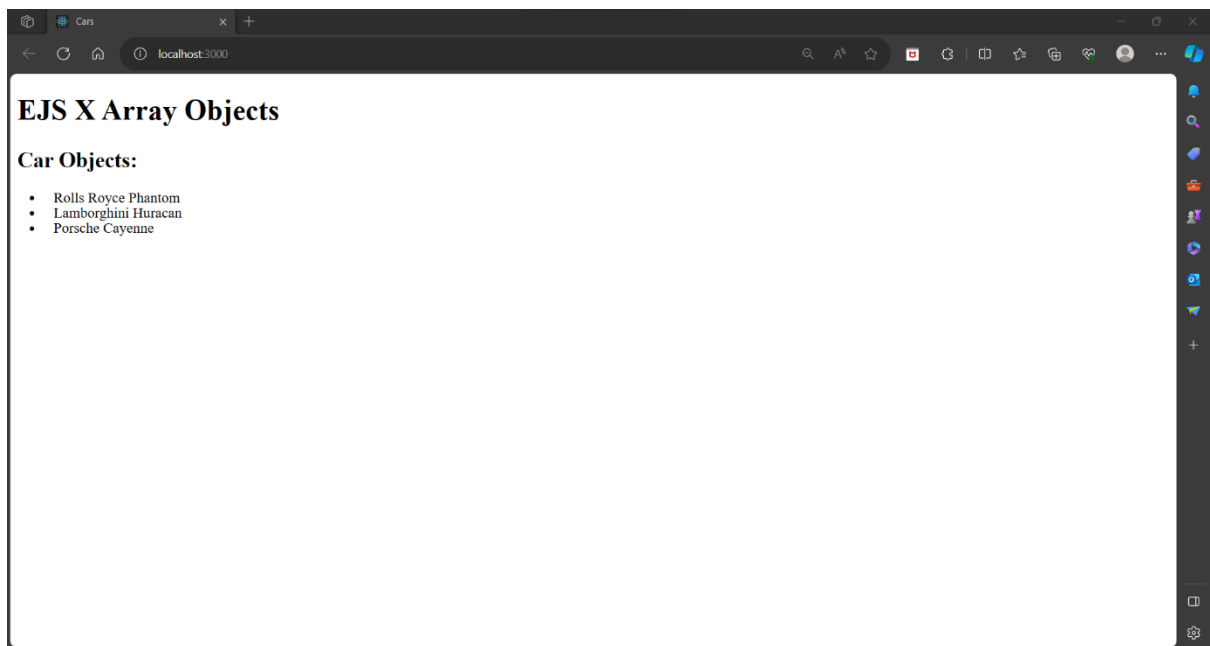 Cars
localhost:3000
EJS X Array Objects
Car Objects:
• Rolls Royce Phantom
• Lamborghini Huracan
• Porsche Cayenne